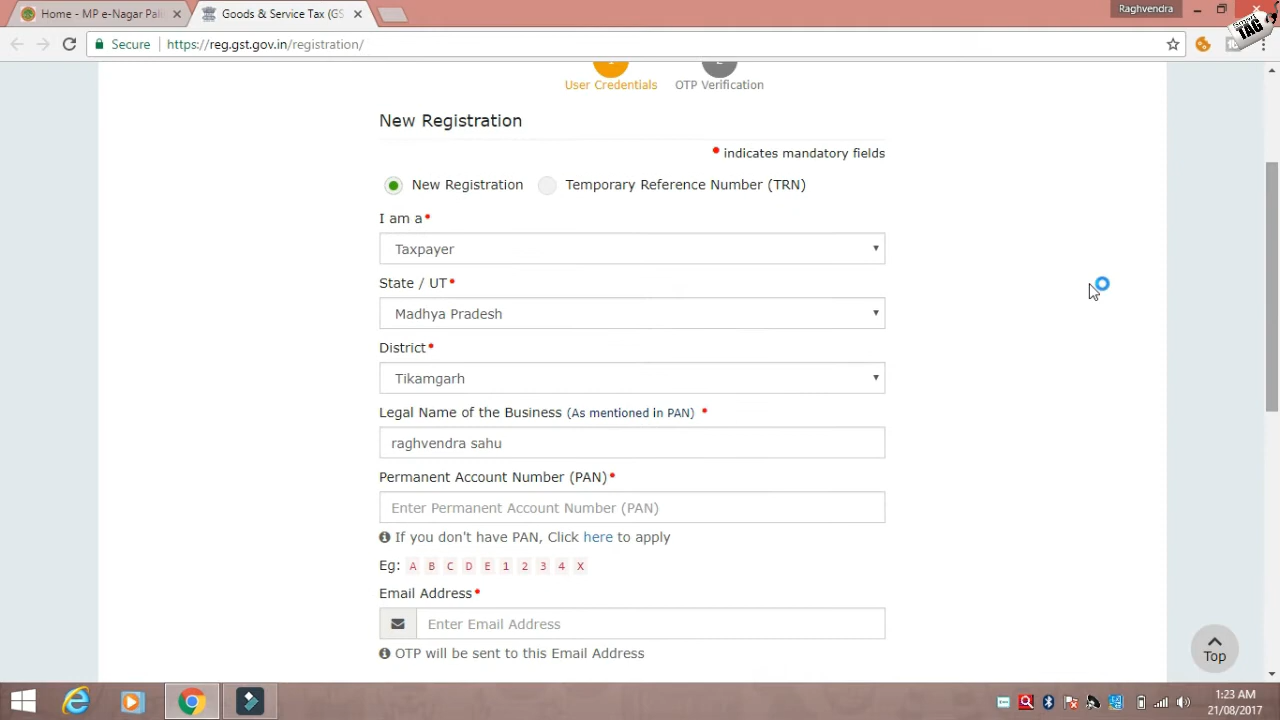 Home - MP e-Nagar Pali
Goods & Service Tax (GS
Raghvendra
TAG
Secure
https://reg.gst.gov.in/registration/
User Credentials
OTP Verification
New Registration
• indicates mandatory fields
New Registration
Temporary Reference Number (TRN)
I am a•
Taxpayer
State / UT•
Madhya Pradesh
District•
Tikamgarh
Legal Name of the Business (As mentioned in PAN) •
raghvendra sahu
Permanent Account Number (PAN)•
Enter Permanent Account Number (PAN)
If you don't have PAN, Click here to apply
Eg: A B C D E 1 2 3 4 X
Email Address•
Enter Email Address
OTP will be sent to this Email Address
Top
1:23 AM
21/08/2017